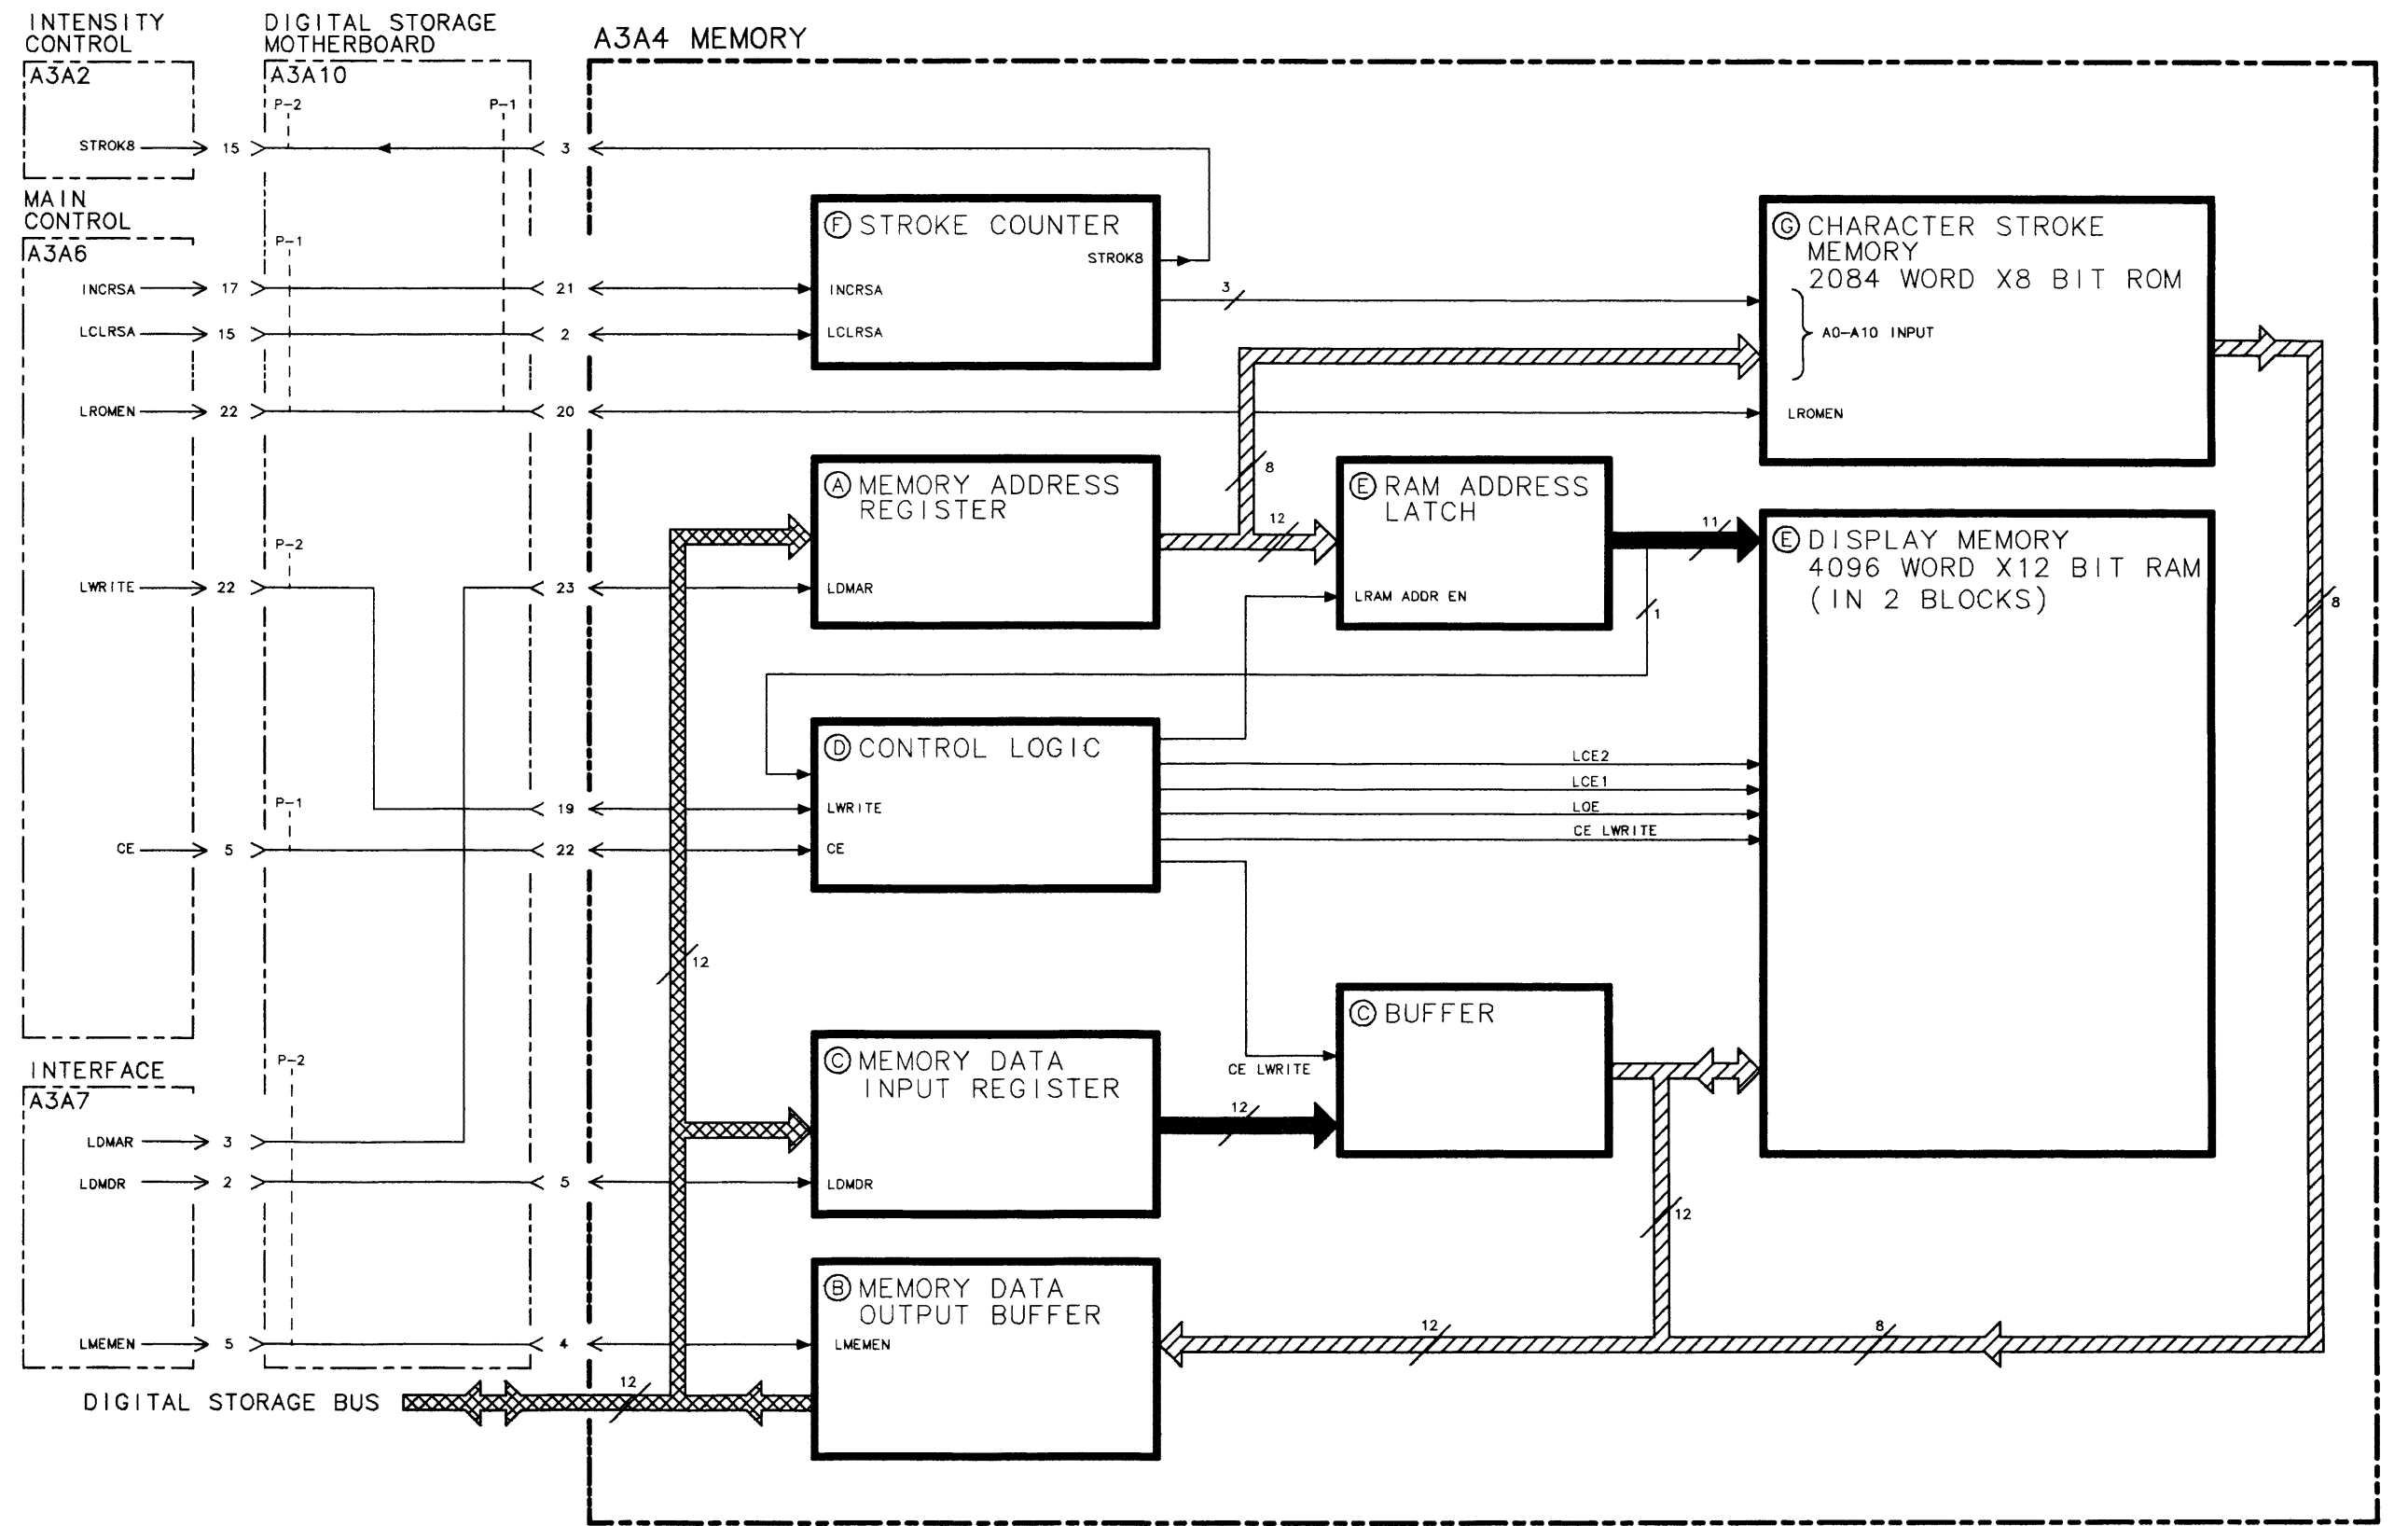 INTENSITY
CONTROL
A3A2
STROK8
15
MAIN
CONTROL
A3A6
INCRSA
17
LCLRSA
15
LROMEN
22
LWRITE
22
CE
5
INTERFACE
A3A7
LDMAR
3
LDMDR
2
LMEMEN
5
DIGITAL STORAGE BUS
DIGITAL STORAGE
MOTHERBOARD
A3A10
P-2
P-1
3
P-1
21
2
20
P-2
23
P-1
19
22
P-2
5
4
12
A3A4 MEMORY
F STROKE COUNTER
STROK8
INCRSA
LCLRSA
3
G CHARACTER STROKE
MEMORY
2084 WORD X8 BIT ROM
A0-A10 INPUT
LROMEN
8
A MEMORY ADDRESS
REGISTER
LDMAR
8
12
E RAM ADDRESS
LATCH
LRAM ADDR EN
11
1
E DISPLAY MEMORY
4096 WORD X12 BIT RAM
(IN 2 BLOCKS)
D CONTROL LOGIC
LWRITE
CE
LCE2
LCE1
LOE
CE LWRITE
12
C MEMORY DATA
INPUT REGISTER
LDMDR
CE LWRITE
12
C BUFFER
12
B MEMORY DATA
OUTPUT BUFFER
LMEMEN
12
8